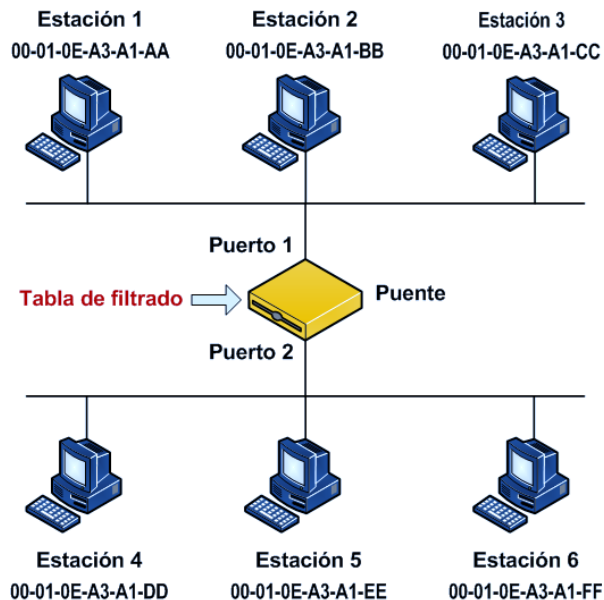 Estación 1
00-01-0E-A3-A1-AA
Estación 2
00-01-0E-A3-A1-BB
Estación 3
00-01-0E-A3-A1-CC
Puerto 1
Tabla de filtrado
Puente
Puerto 2
Estación 4
00-01-0E-A3-A1-DD
Estación 5
00-01-0E-A3-A1-EE
Estación 6
00-01-0E-A3-A1-FF